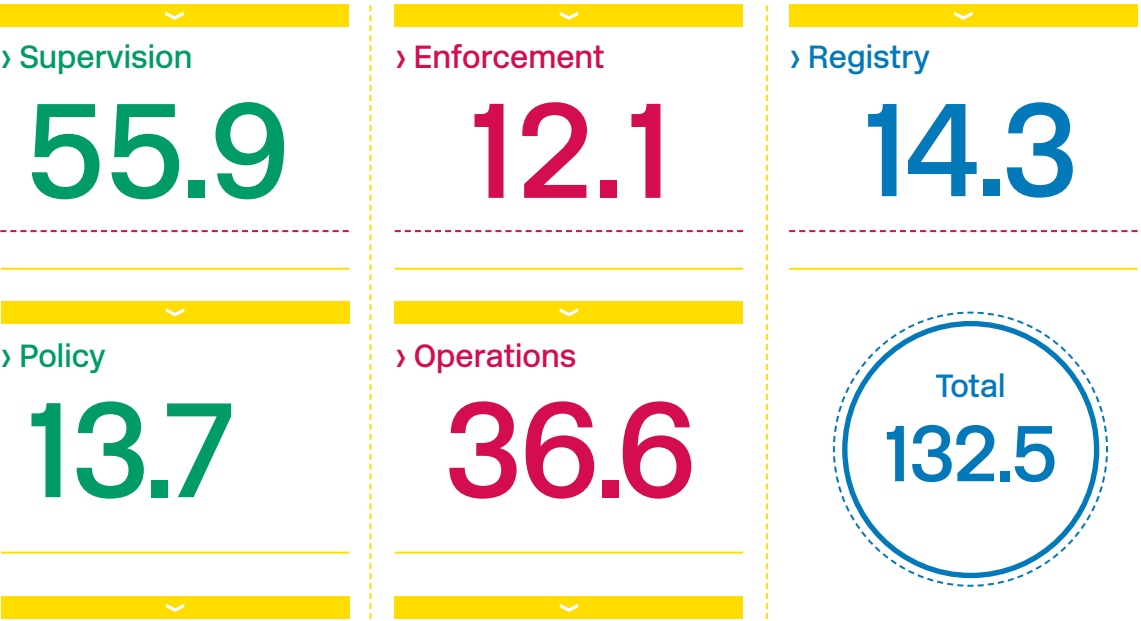 › Supervision
55.9
› Enforcement
12.1
› Registry
14.3
› Policy
13.7
› Operations
36.6
Total
132.5